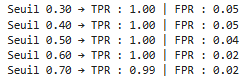 Seuil 0.30 → TPR : 1.00 | FPR : 0.05
Seuil 0.40 → TPR : 1.00 | FPR : 0.05
Seuil 0.50 → TPR : 1.00 | FPR : 0.04
Seuil 0.60 → TPR : 1.00 | FPR : 0.02
Seuil 0.70 → TPR : 0.99 | FPR : 0.02